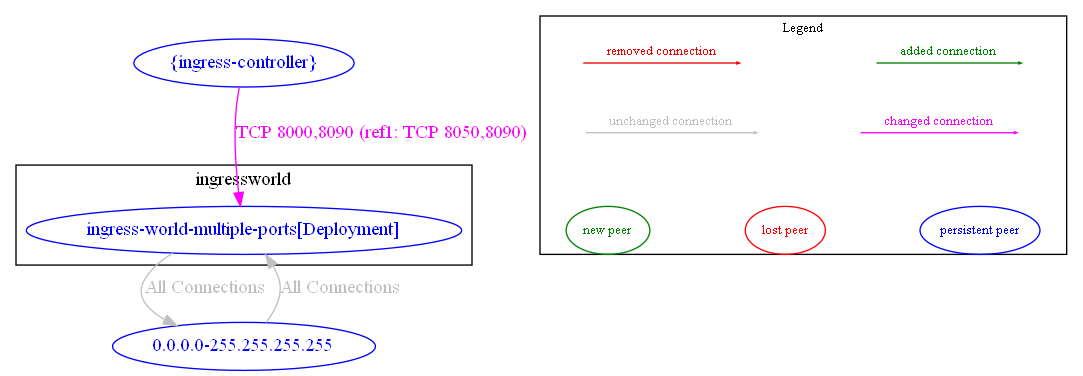 {ingress-controller}
TCP 8000,8090 (ref1: TCP 8050,8090)
ingressworld
ingress-world-multiple-ports[Deployment]
All Connections
All Connections
0.0.0.0-255.255.255.255
Legend
removed connection
added connection
unchanged connection
changed connection
new peer
lost peer
persistent peer